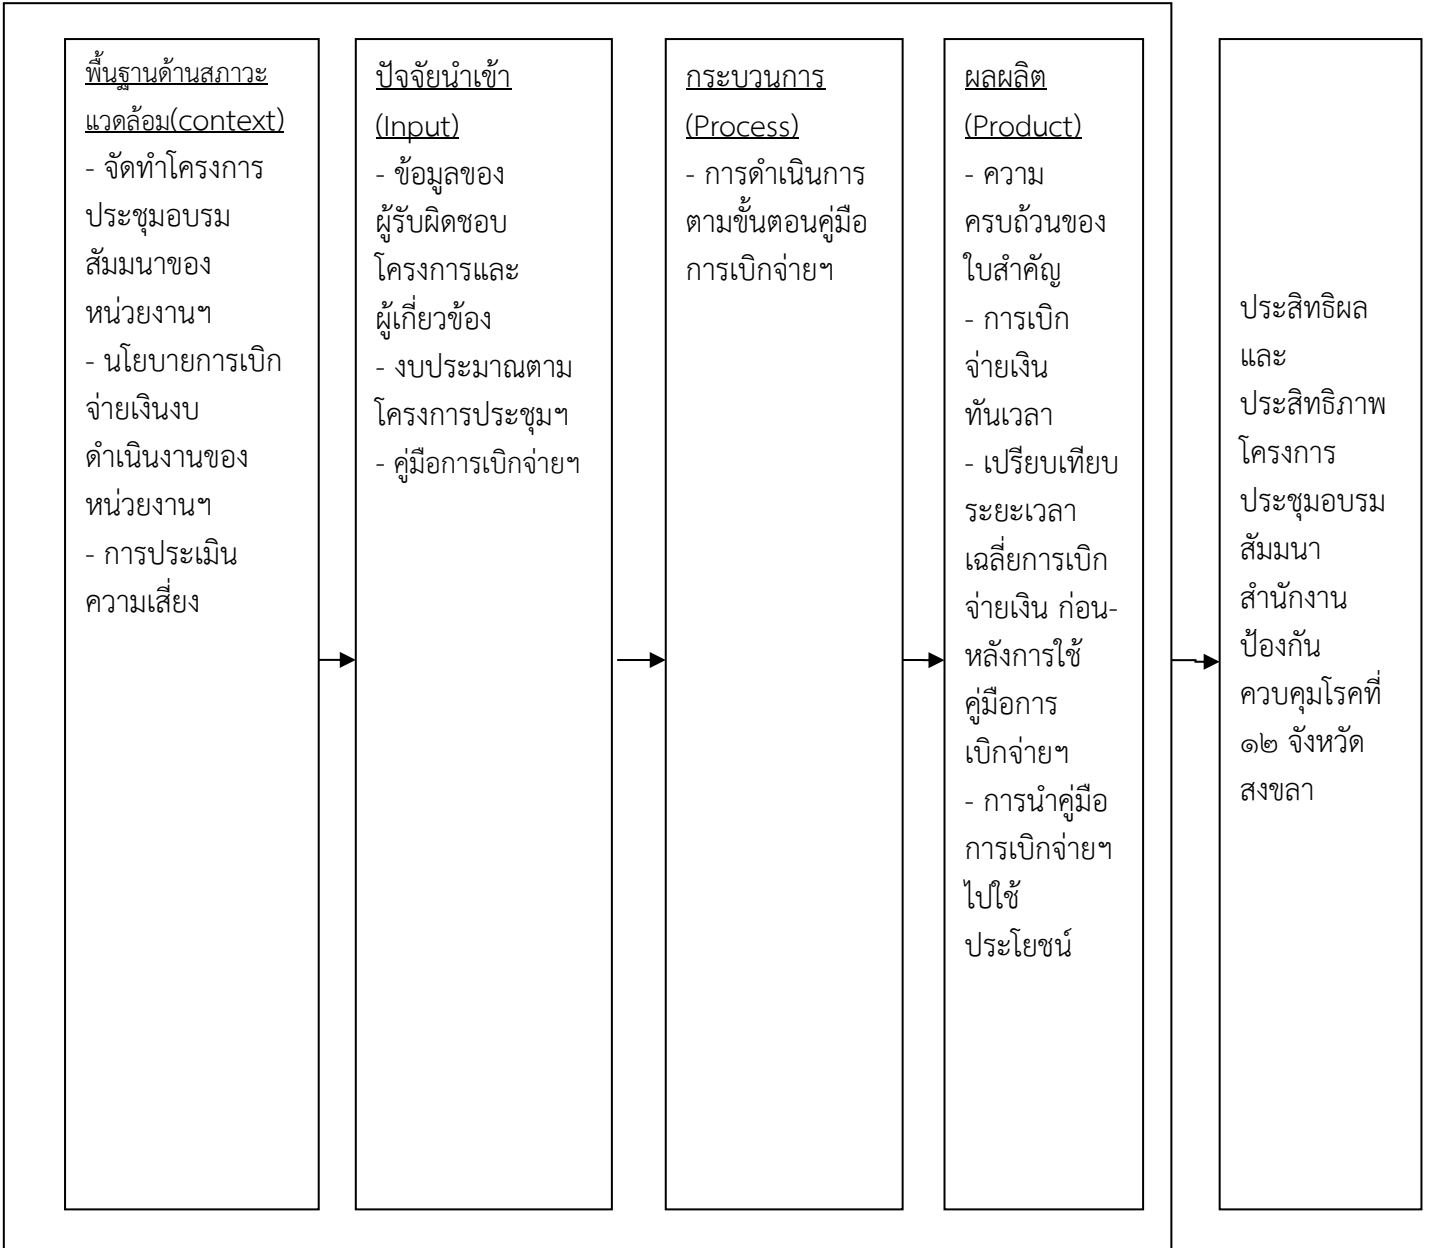 พื้นฐานด้านสภาวะ
แวดล้อม(context)
- จัดทำโครงการ
ประชุมอบรม
สัมมนาของ
หน่วยงานฯ
- นโยบายการเบิก
จ่ายเงินงบ
ดำเนินงานของ
หน่วยงานฯ
- การประเมิน
ความเสี่ยง
ปัจจัยนำเข้า
(Input)
- ข้อมูลของ
ผู้รับผิดชอบ
โครงการและ
ผู้เกี่ยวข้อง
- งบประมาณตาม
โครงการประชุมฯ
- คู่มือการเบิกจ่ายฯ
กระบวนการ
(Process)
- การดำเนินการ
ตามขั้นตอนคู่มือ
การเบิกจ่ายฯ
ผลผลิต
(Product)
- ความ
ครบถ้วนของ
ใบสำคัญ
- การเบิก
จ่ายเงิน
ทันเวลา
- เปรียบเทียบ
ระยะเวลา
เฉลี่ยการเบิก
จ่ายเงิน ก่อน-
หลังการใช้
คู่มือการ
เบิกจ่ายฯ
- การนำคู่มือ
การเบิกจ่ายฯ
ไปใช้
ประโยชน์
ประสิทธิผล
และ
ประสิทธิภาพ
โครงการ
ประชุมอบรม
สัมมนา
สำนักงาน
ป้องกัน
ควบคุมโรคที่
๑๒ จังหวัด
สงขลา